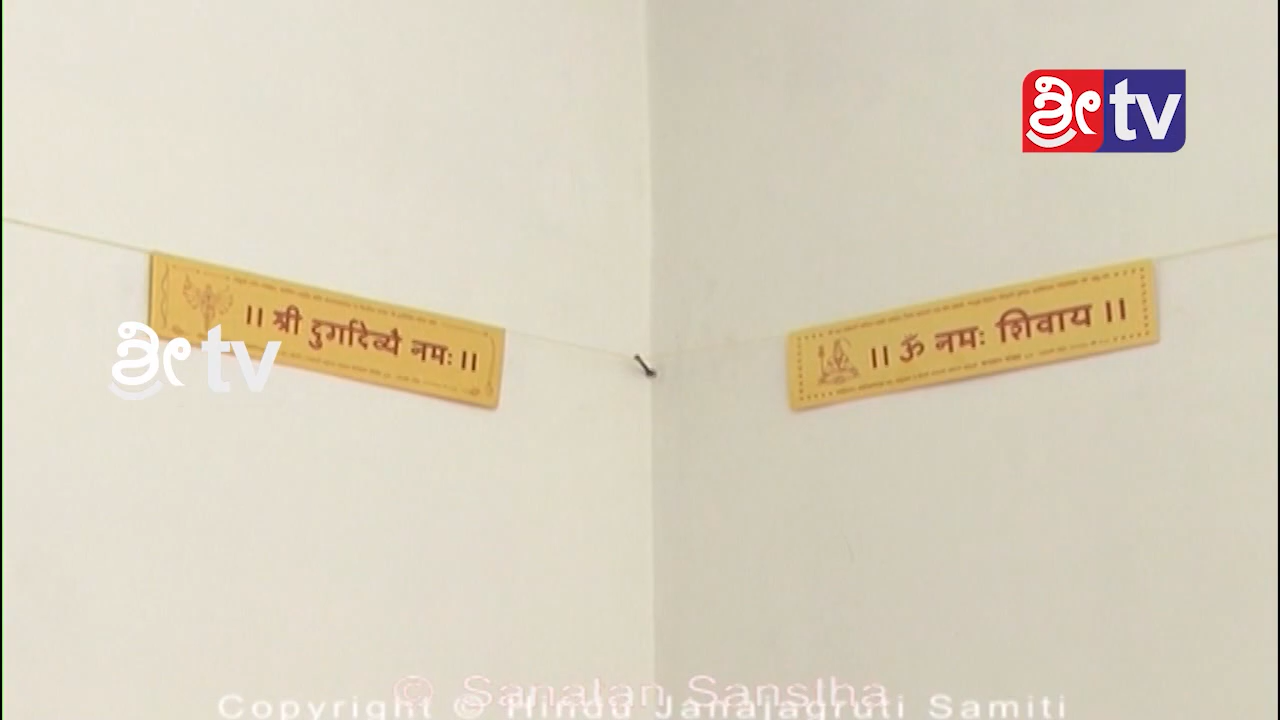 ಶ್ರೀ tv
|| श्री दुर्गादेव्यै नमः ||
|| ॐ नमः शिवाय ||
ಶ್ರೀ tv
© Sanatan Sanstha
Copyright © Hindu Janajagruti Samiti